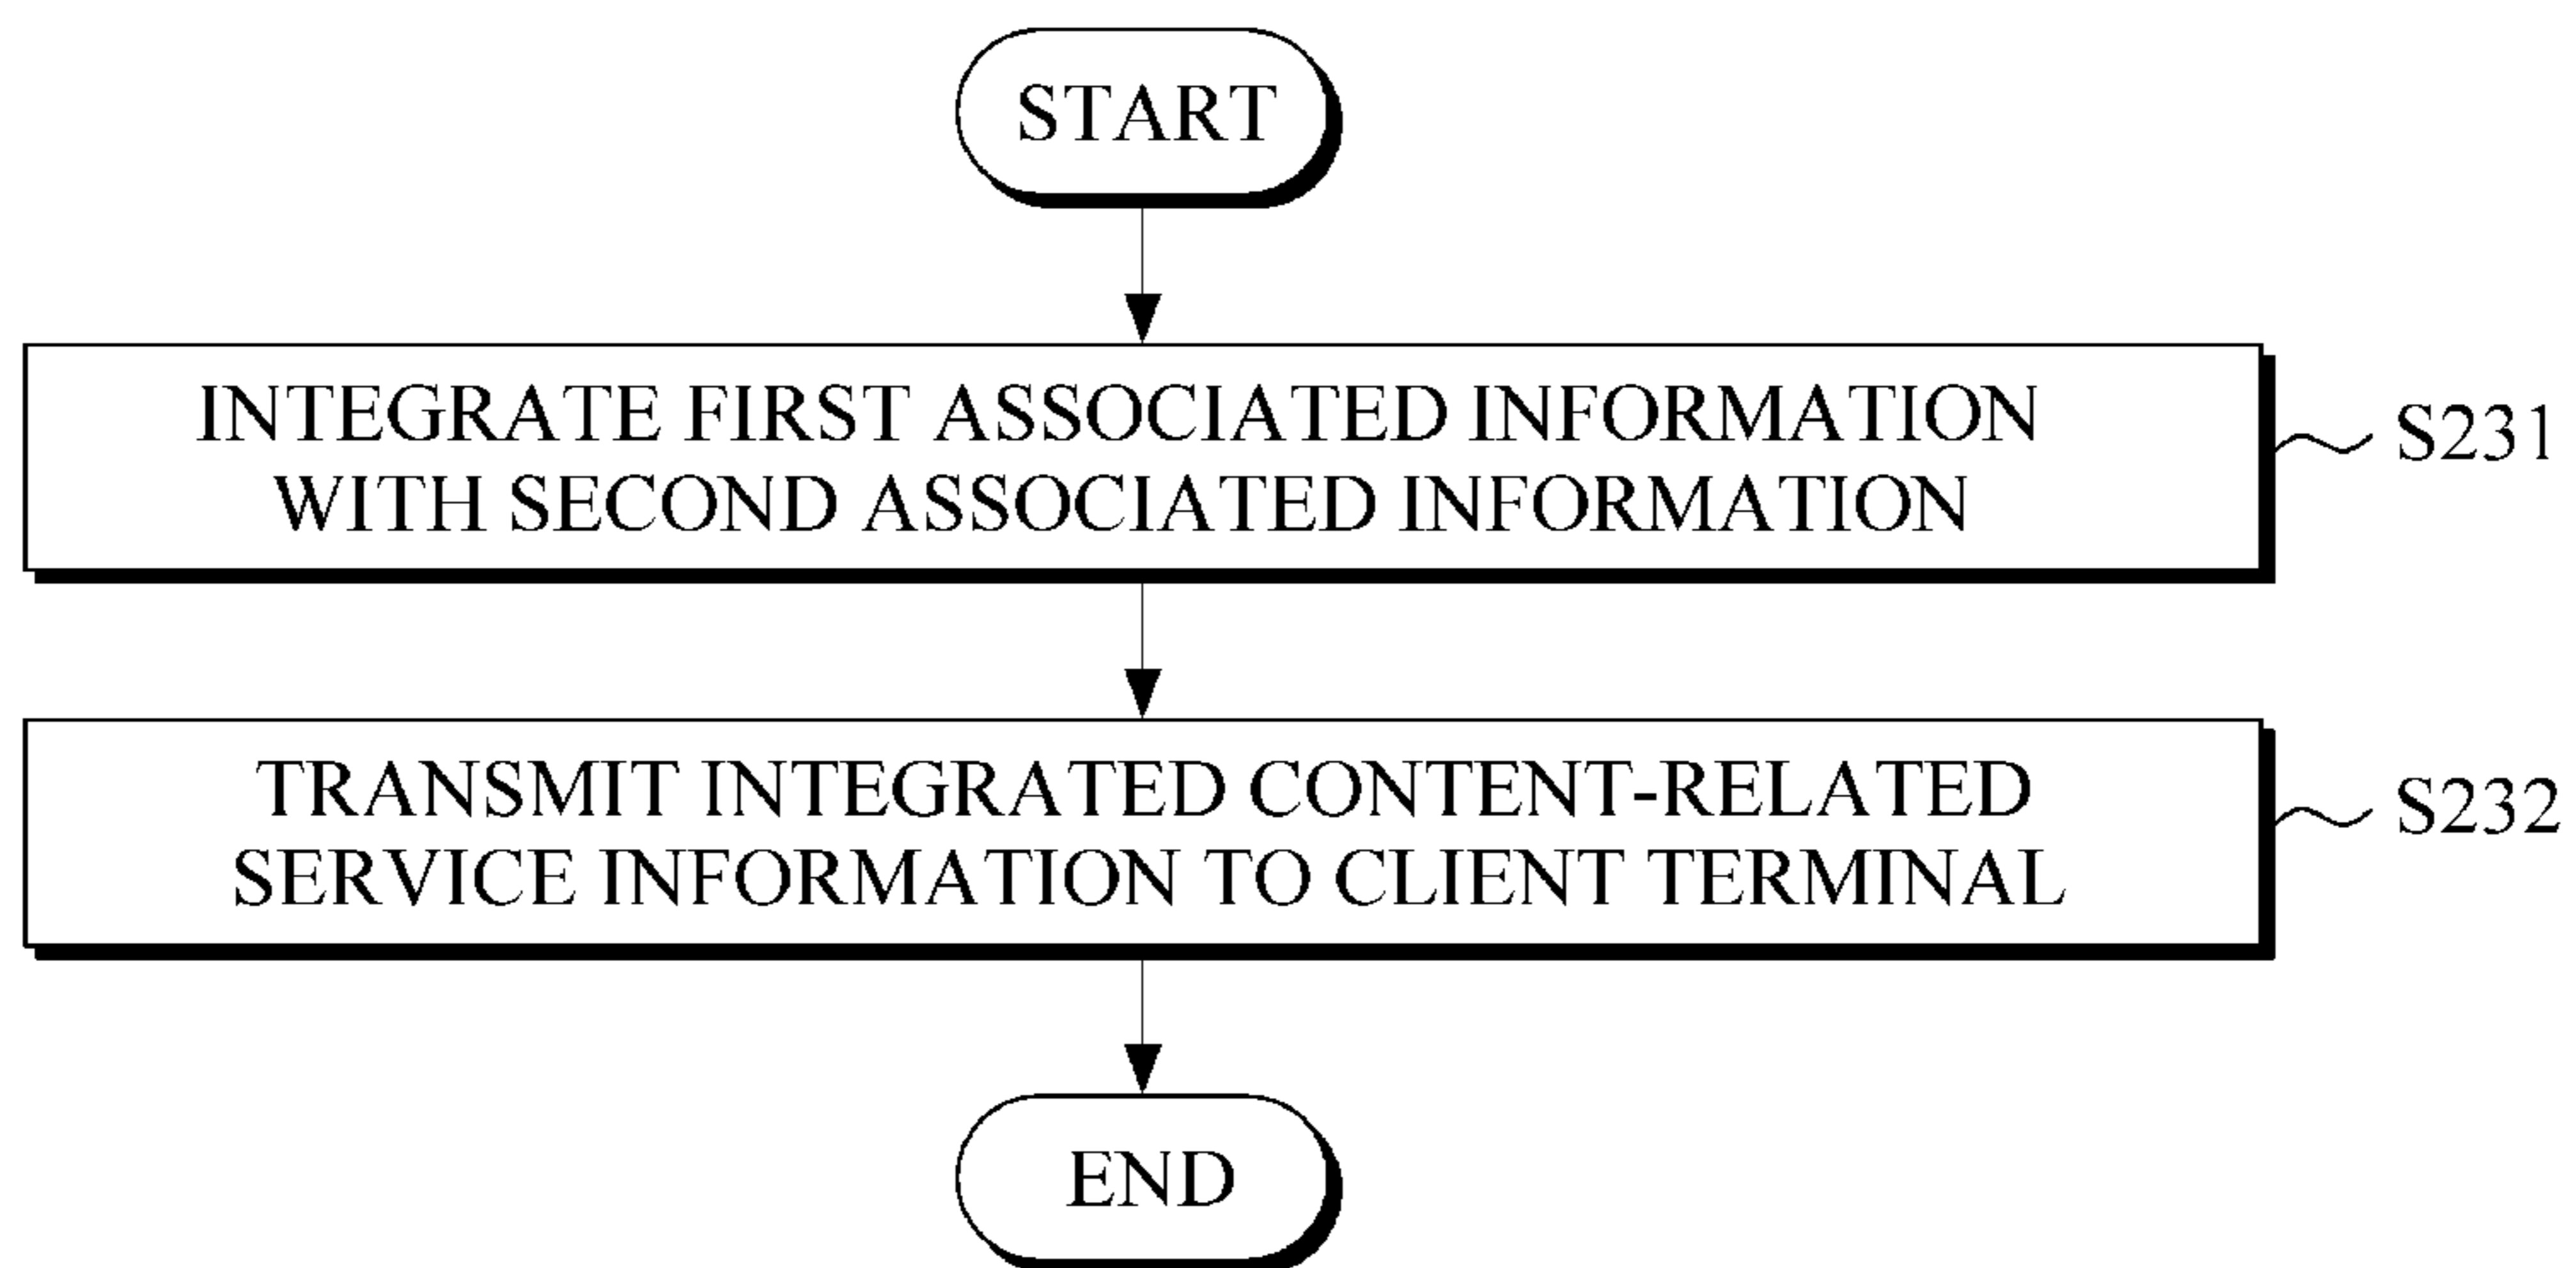 START
INTEGRATE FIRST ASSOCIATED INFORMATION
WITH SECOND ASSOCIATED INFORMATION
S231
TRANSMIT INTEGRATED CONTENT-RELATED
SERVICE INFORMATION TO CLIENT TERMINAL
S232
END